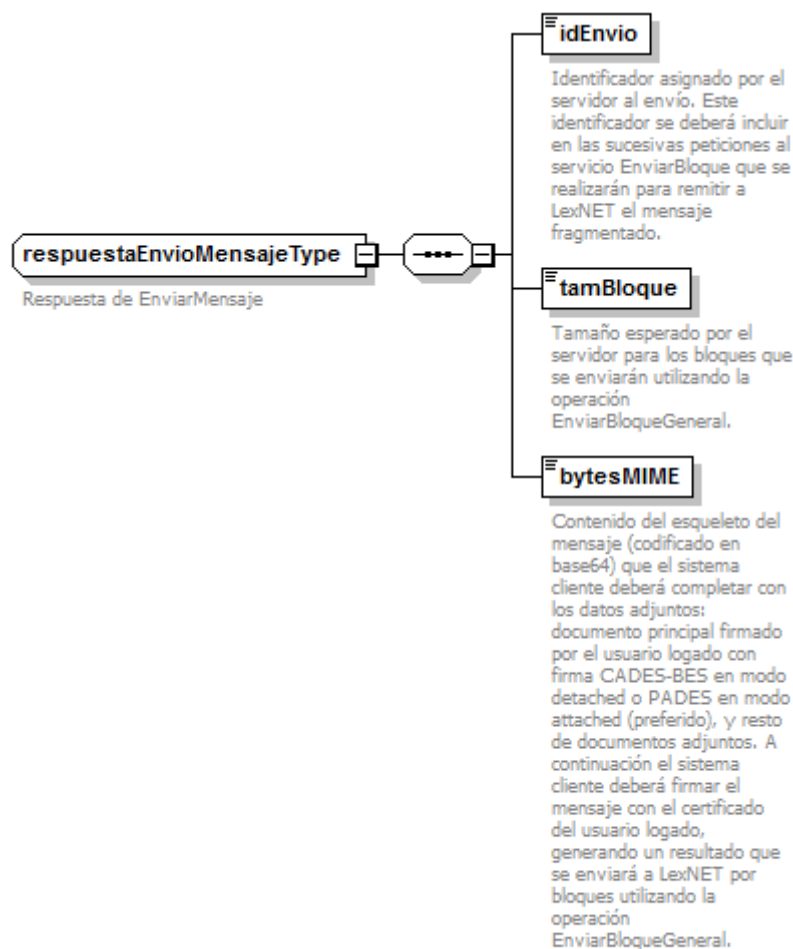 idEnvio
Identificador asignado por el
servidor al envío. Este
identificador se deberá incluir
en las sucesivas peticiones al
servicio EnviarBloque que se
realizarán para remitir a
LexNET el mensaje
fragmentado.
respuestaEnvioMensajeType
Respuesta de EnviarMensaje
tamBloque
Tamaño esperado por el
servidor para los bloques que
se enviarán utilizando la
operación
EnviarBloqueGeneral.
bytesMIME
Contenido del esqueleto del
mensaje (codificado en
base64) que el sistema
cliente deberá completar con
los datos adjuntos:
documento principal firmado
por el usuario logado con
firma CADES-BES en modo
detached o PADES en modo
attached (preferido), y resto
de documentos adjuntos. A
continuación el sistema
cliente deberá firmar el
mensaje con el certificado
del usuario logado,
generando un resultado que
se enviará a LexNET por
bloques utilizando la
operación
EnviarBloqueGeneral.